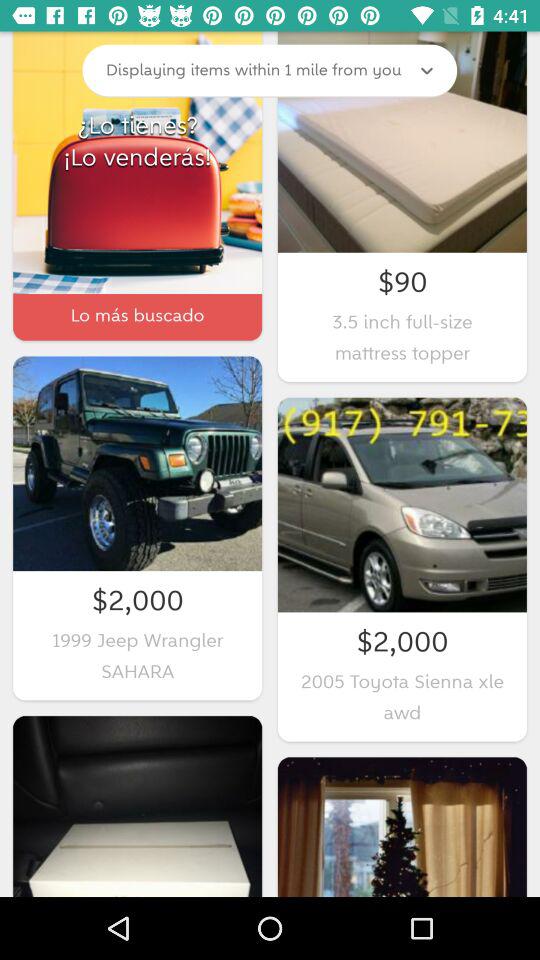 4:41
Displaying items within 1 mile from you
¿Lo tienes?
¡Lo venderás!
Lo más buscado
$90
3.5 inch full-size
mattress topper
$2,000
1999 Jeep Wrangler
SAHARA
(917) 791-73
$2,000
2005 Toyota Sienna xle
awd